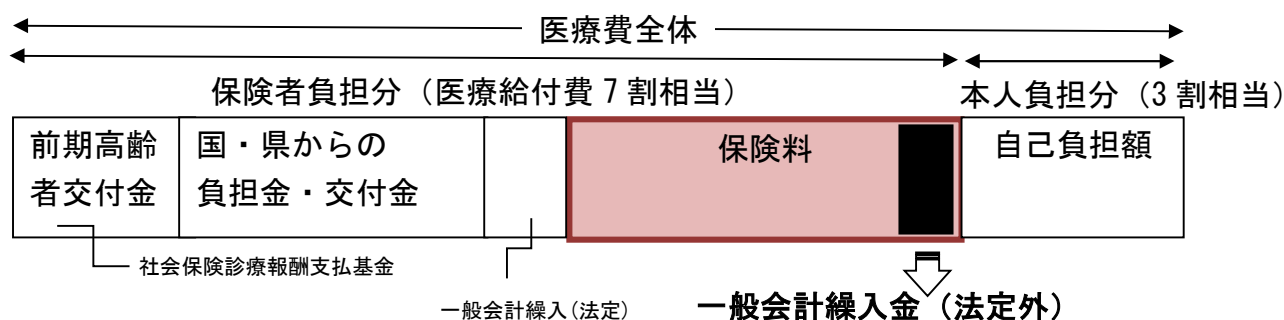 医療費全体
保険者負担分（医療給付費７割相当）
本人負担分（3 割相当）
前期高齢
者交付金
国・県からの
負担金・交付金
保険料
自己負担額
社会保険診療報酬支払基金
一般会計繰入（法定）
一般会計繰入金（法定外）